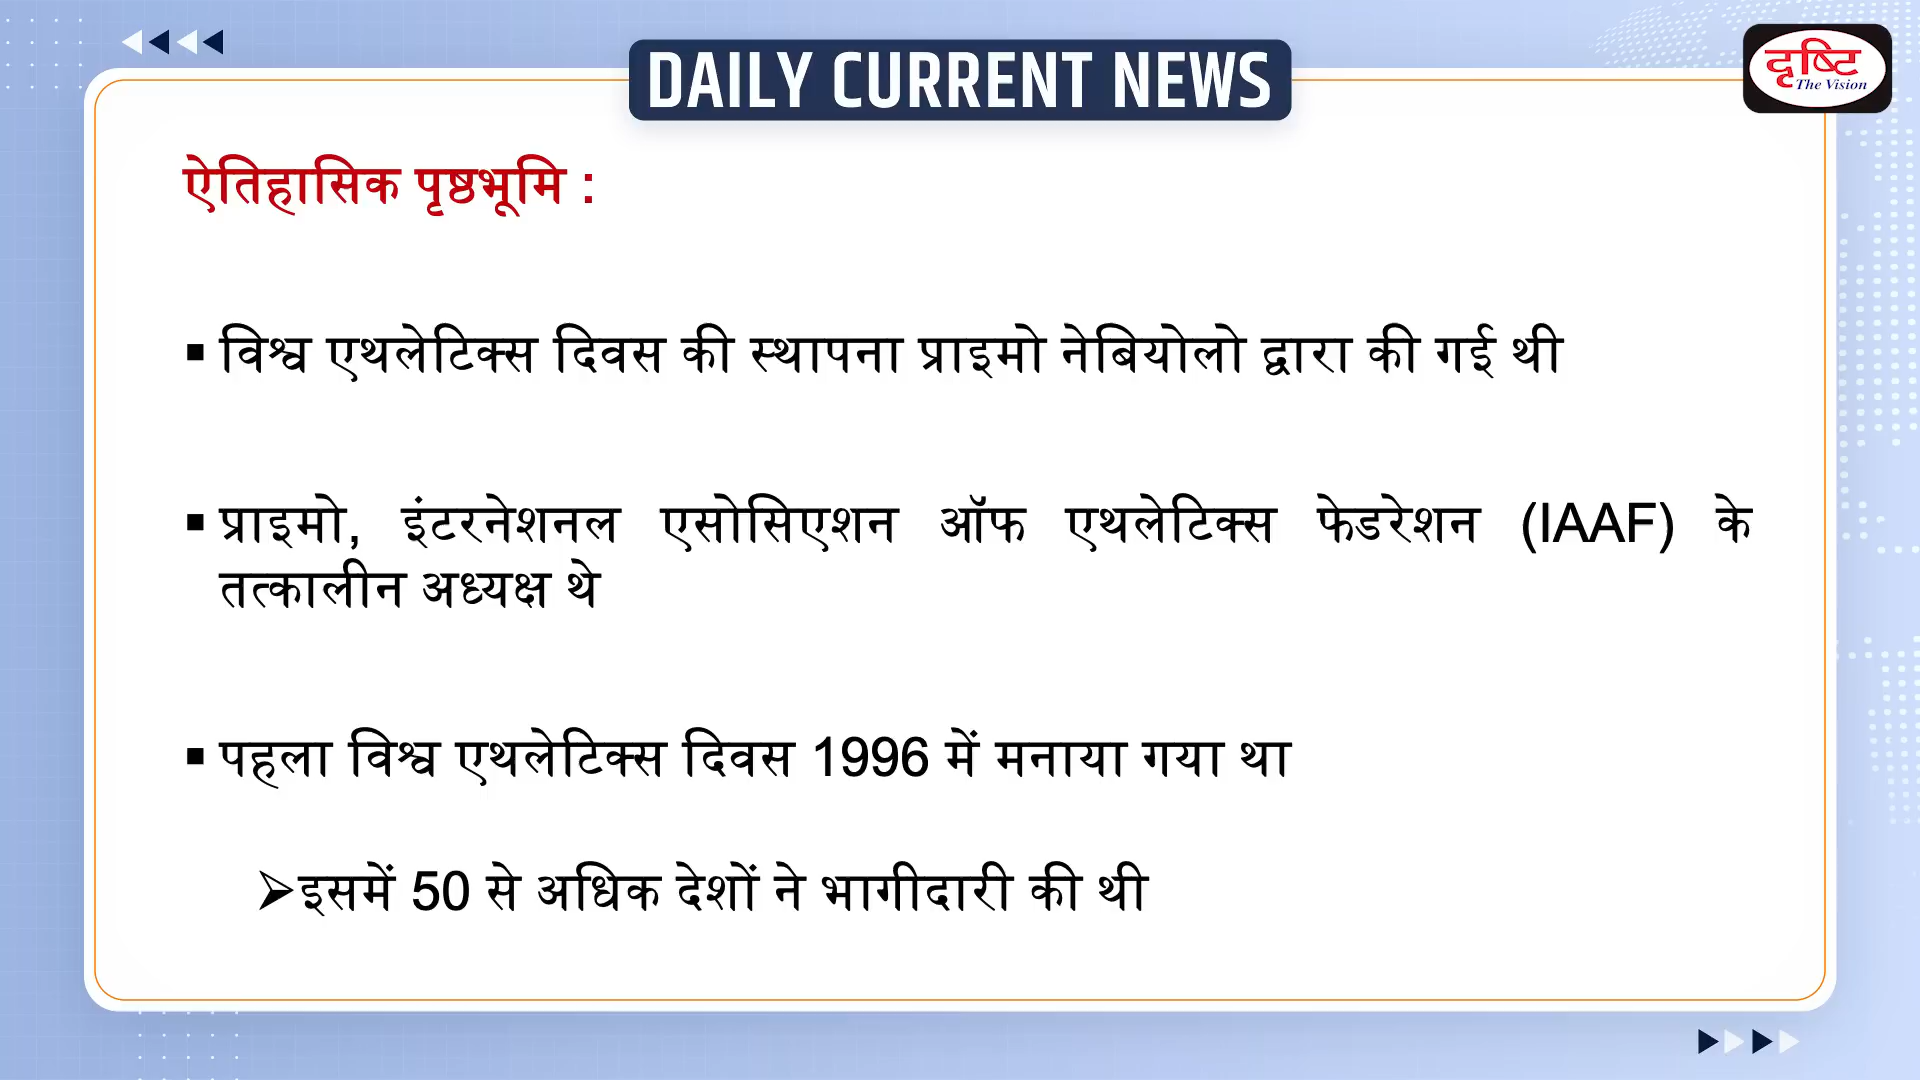 DAILY CURRENT NEWS
दृष्टि
The Vision
ऐतिहासिक पृष्ठभूमि :
▪ विश्व एथलेटिक्स दिवस की स्थापना प्राइमो नेबियोलो द्वारा की गई थी
▪ प्राइमो, इंटरनेशनल एसोसिएशन ऑफ एथलेटिक्स फेडरेशन (IAAF) के
तत्कालीन अध्यक्ष थे
▪ पहला विश्व एथलेटिक्स दिवस 1996 में मनाया गया था
➢इसमें 50 से अधिक देशों ने भागीदारी की थी